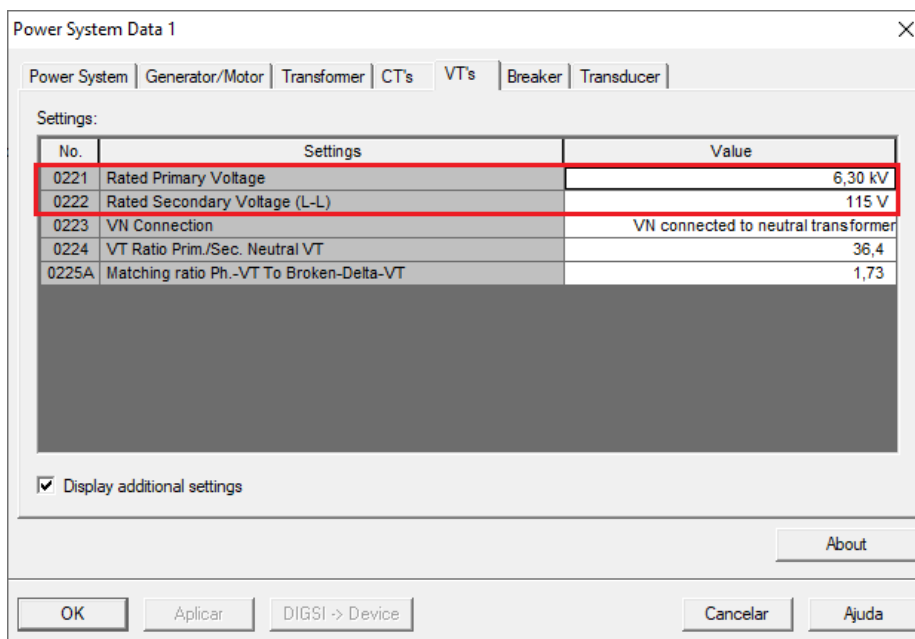 Power System Data 1
Power System Generator/Motor Transformer CT's VT's Breaker Transducer
Settings:
No. Settings Value
0221 Rated Primary Voltage 6,30 kV
0222 Rated Secondary Voltage (L-L) 115 V
0223 VN Connection VN connected to neutral transformer
0224 VT Ratio Prim./Sec. Neutral VT 36,4
0225A Matching ratio Ph.-VT To Broken-Delta-VT 1,73
Display additional settings
About
OK Aplicar DIGSI -> Device Cancelar Ajuda